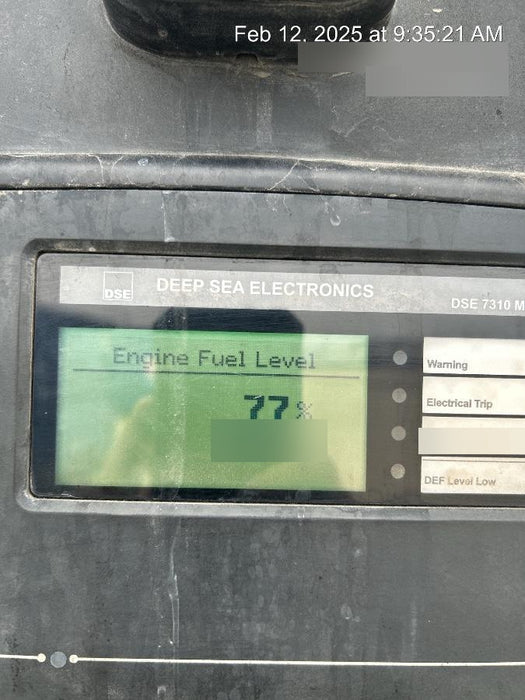 Feb 12, 2025 at 9:35:21 AM
DSE
DEEP SEA ELECTRONICS
DSE 7310 M
Engine Fuel Level
77%
Warning
Electrical Trip
DEF Level Low